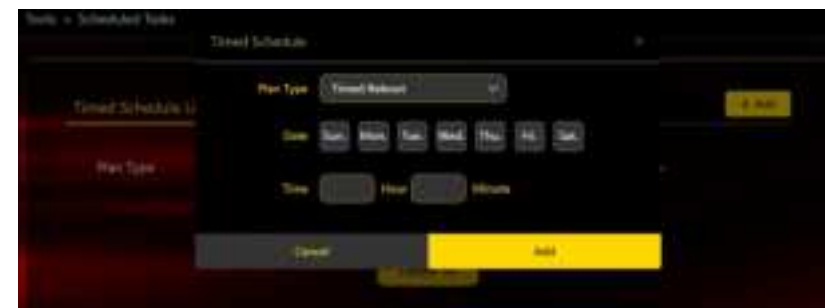 Tools > Scheduled Tasks
Timed Schedule
Plan Type Timed Reboot
Timed Schedule Li
+ Add
Date Sun. Mon. Tue. Wed. Thu. Fri. Sat.
Plan Type
Time Hour Minute
Cancel Add